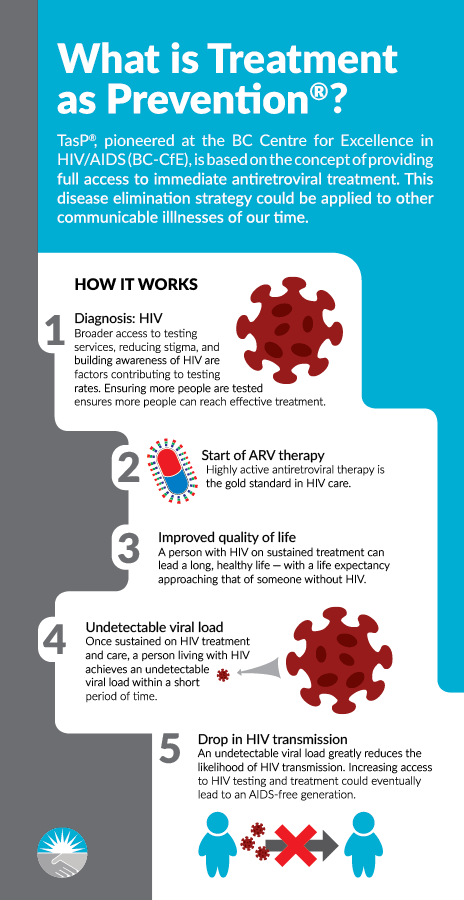 What is Treatment
as Prevention®?
TasP®, pioneered at the BC Centre for Excellence in
HIV/AIDS (BC-CfE), is based on the concept of providing
full access to immediate antiretroviral treatment. This
disease elimination strategy could be applied to other
communicable illlnesses of our time.
HOW IT WORKS
1
Diagnosis: HIV
Broader access to testing
services, reducing stigma, and
building awareness of HIV are
factors contributing to testing
rates. Ensuring more people are tested
ensures more people can reach effective treatment.
2
Start of ARV therapy
Highly active antiretroviral therapy is
the gold standard in HIV care.
3
Improved quality of life
A person with HIV on sustained treatment can
lead a long, healthy life — with a life expectancy
approaching that of someone without HIV.
4
Undetectable viral load
Once sustained on HIV treatment
and care, a person living with HIV
achieves an undetectable
viral load within a short
period of time.
5
Drop in HIV transmission
An undetectable viral load greatly reduces the
likelihood of HIV transmission. Increasing access
to HIV testing and treatment could eventually
lead to an AIDS-free generation.